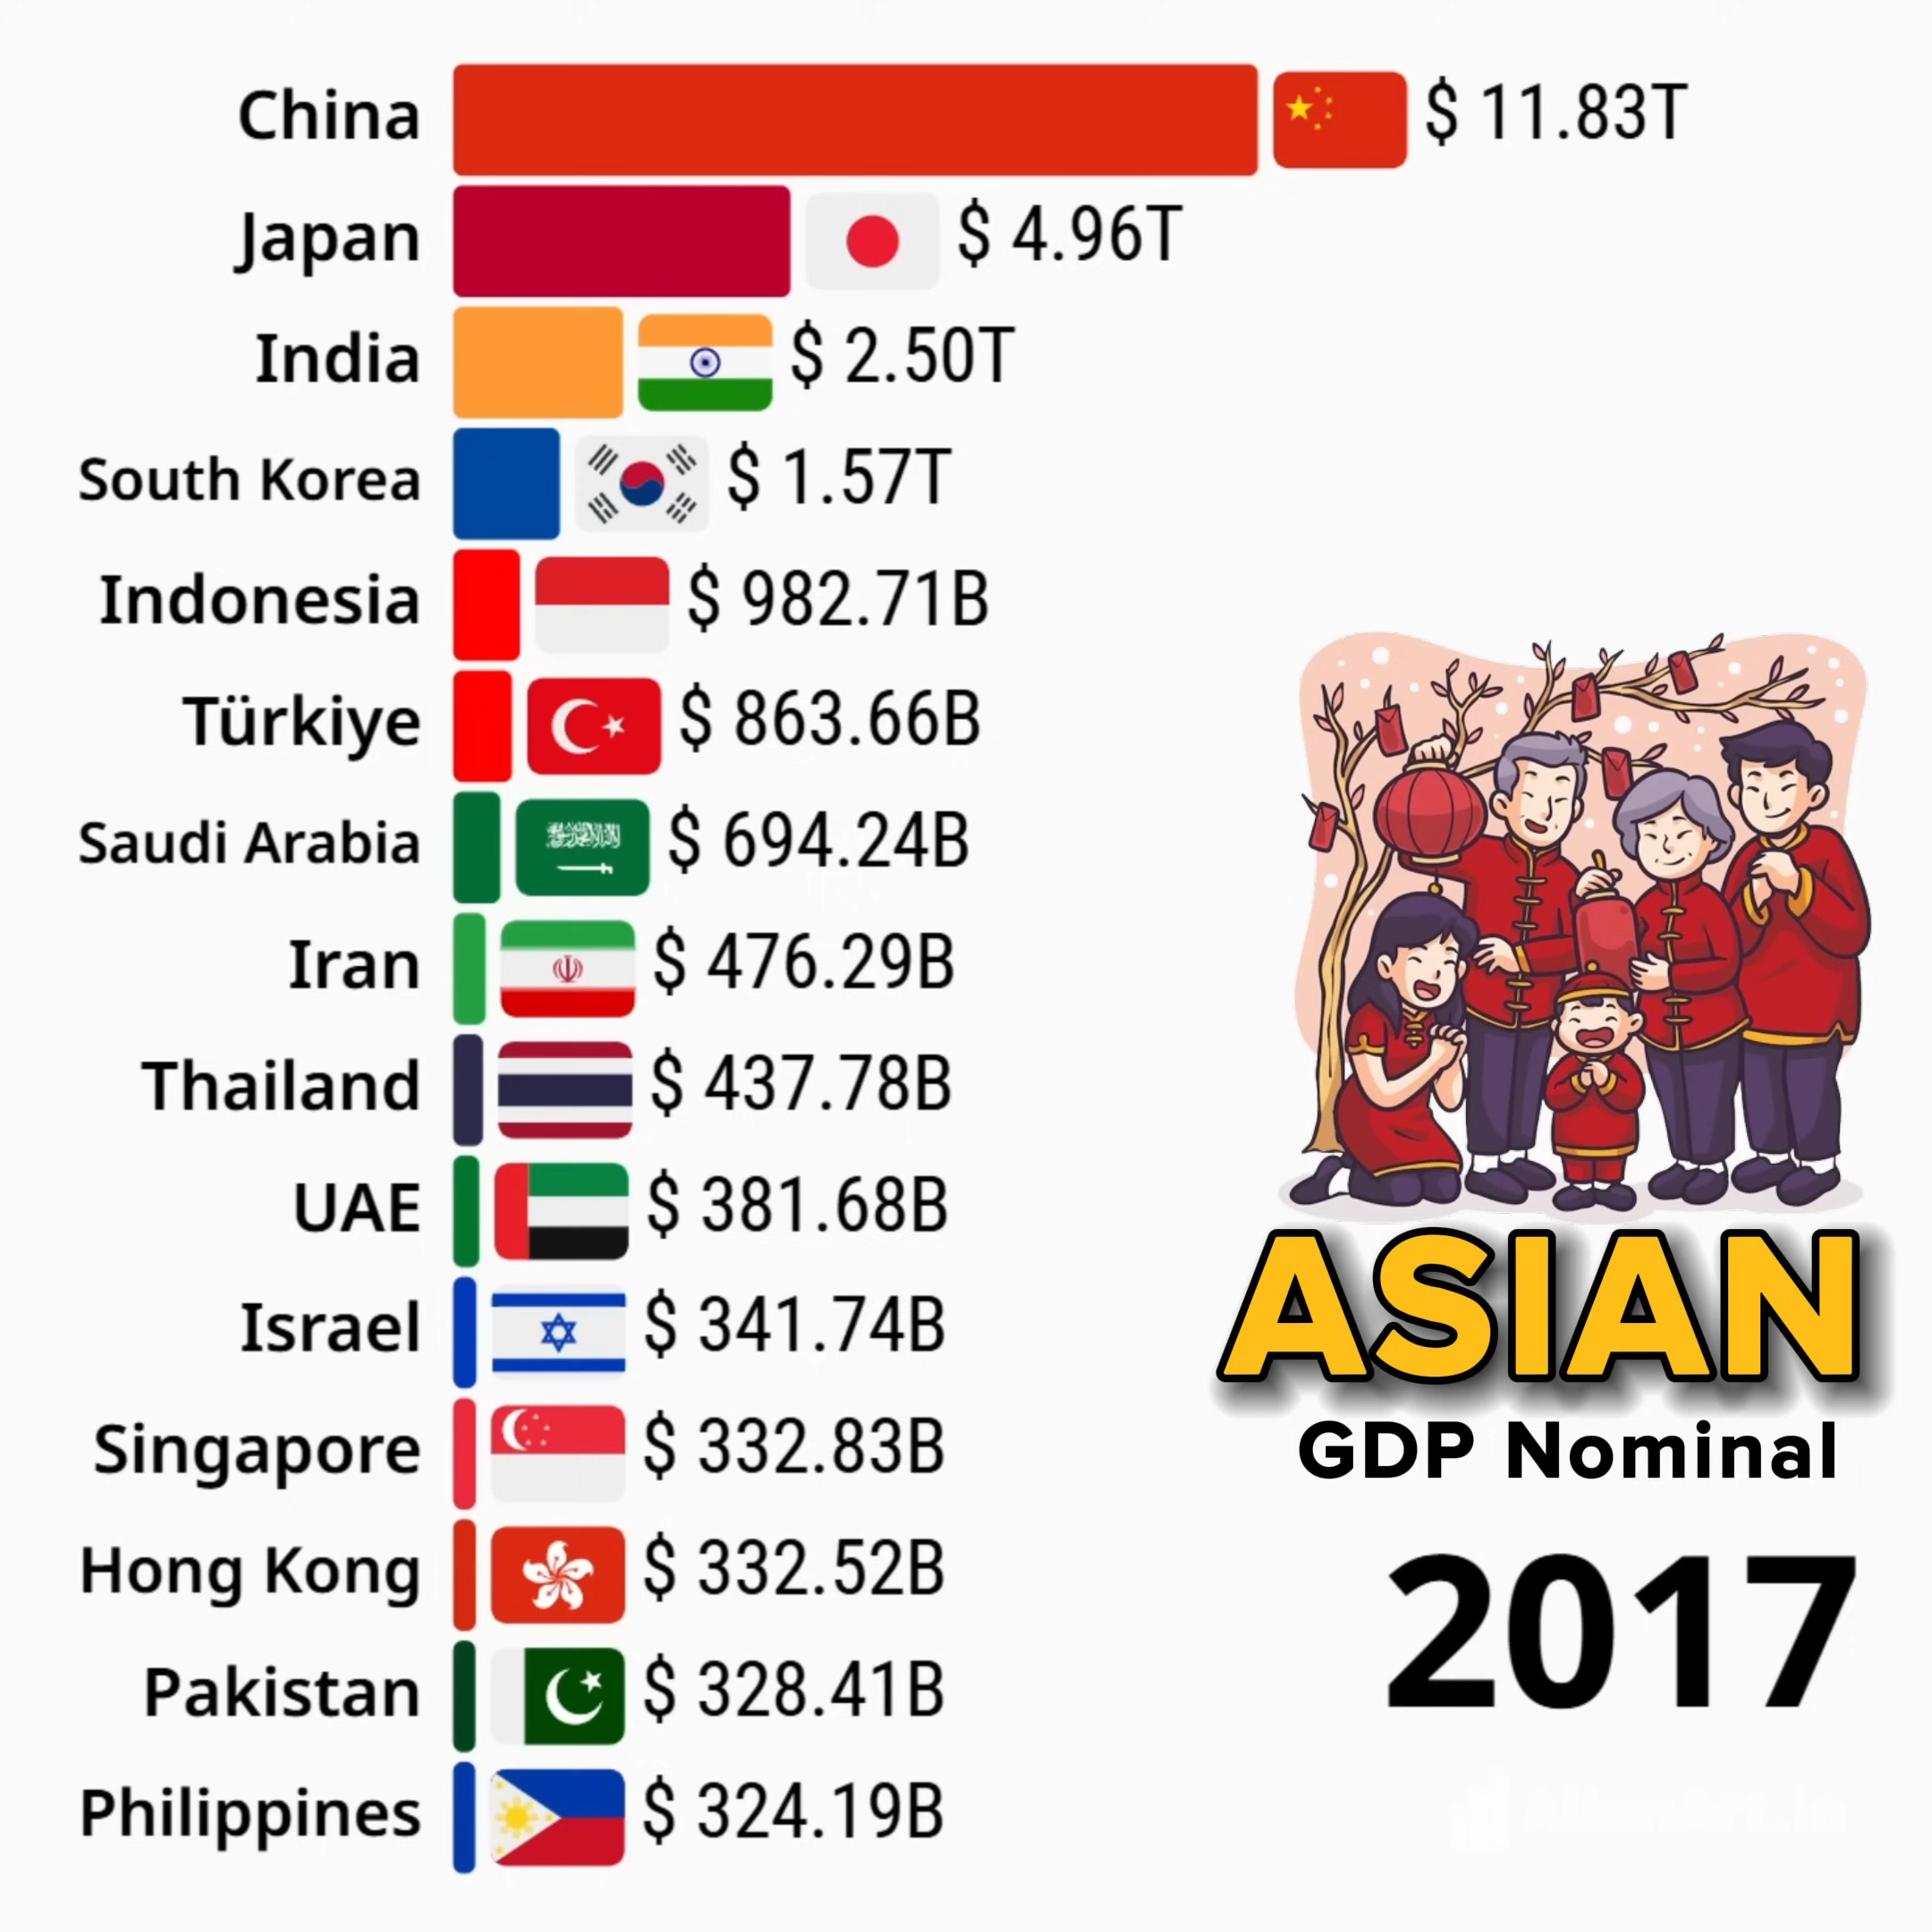 China $ 11.83T
Japan $ 4.96T
India $ 2.50T
South Korea $ 1.57T
Indonesia $ 982.71B
Türkiye $ 863.66B
Saudi Arabia $ 694.24B
Iran $ 476.29B
Thailand $ 437.78B
UAE $ 381.68B
Israel $ 341.74B
Singapore $ 332.83B
Hong Kong $ 332.52B
Pakistan $ 328.41B
Philippines $ 324.19B
ASIAN
GDP Nominal
2017